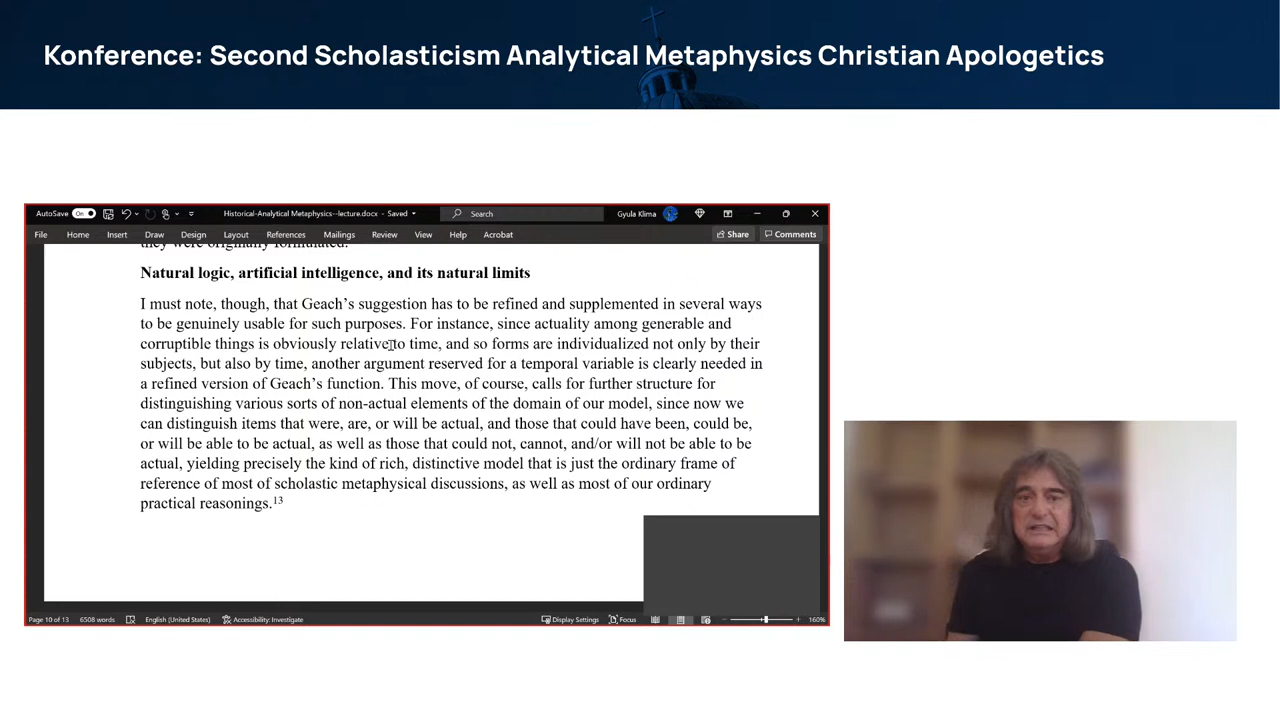 Konference: Second Scholasticism Analytical Metaphysics Christian Apologetics
AutoSave On Historical-Analytical Metaphysics--lecture.docx - Saved Search Gyula Klima
File Home Insert Draw Design Layout References Mailings Review View Help Acrobat Share Comments
they were originally formulated.
Natural logic, artificial intelligence, and its natural limits
I must note, though, that Geach's suggestion has to be refined and supplemented in several ways
to be genuinely usable for such purposes. For instance, since actuality among generable and
corruptible things is obviously relative to time, and so forms are individualized not only by their
subjects, but also by time, another argument reserved for a temporal variable is clearly needed in
a refined version of Geach's function. This move, of course, calls for further structure for
distinguishing various sorts of non-actual elements of the domain of our model, since now we
can distinguish items that were, are, or will be actual, and those that could have been, could be,
or will be able to be actual, as well as those that could not, cannot, and/or will not be able to be
actual, yielding precisely the kind of rich, distinctive model that is just the ordinary frame of
reference of most of scholastic metaphysical discussions, as well as most of our ordinary
practical reasonings.13
Page 10 of 13 6508 words English (United States) Accessibility: Investigate Display Settings Focus 160%